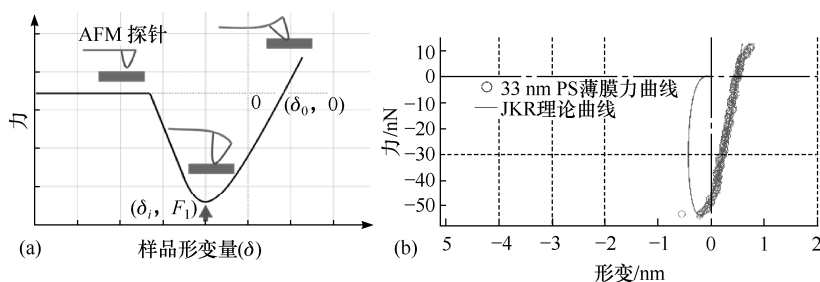 AFM 探针
力
0 (δ₀, 0)
(δᵢ, F₁)
(a)
样品形变量(δ)
10
0
−10
−20
−30
−40
−50
力/nN
33 nm PS薄膜力曲线
JKR理论曲线
5 −4 −3 −2 −1 0 1 2
(b)
形变/nm